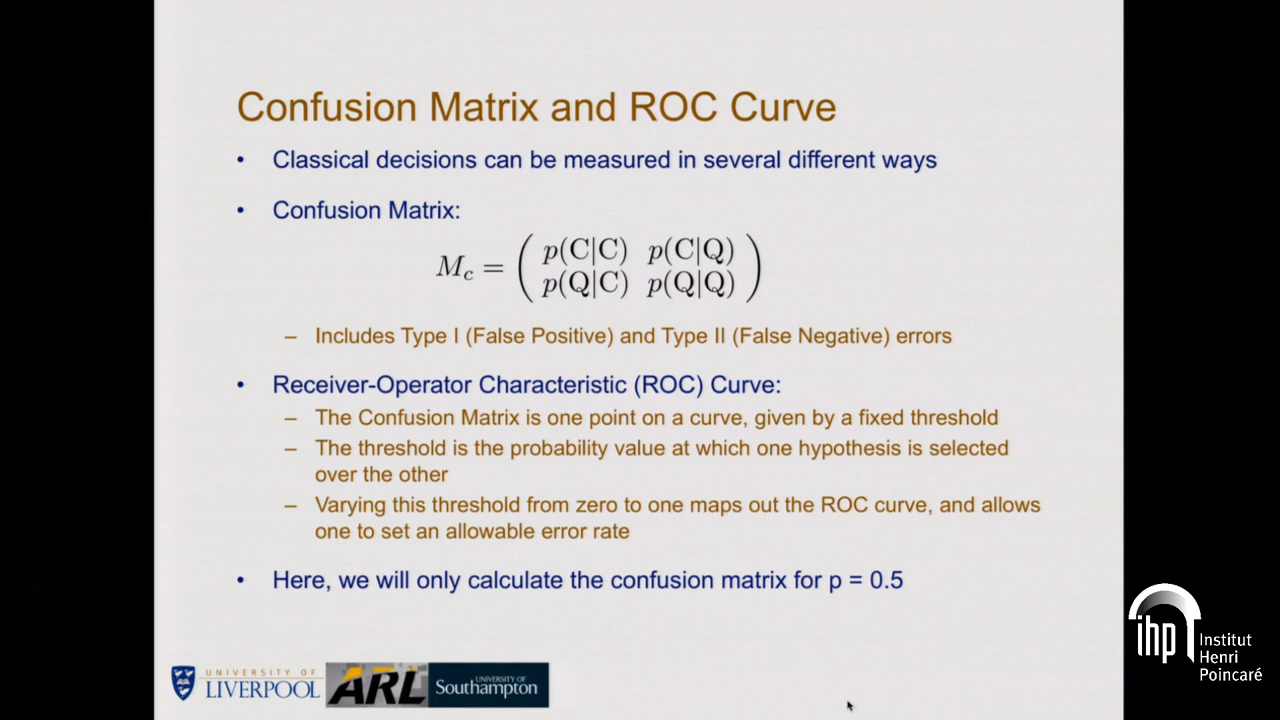 Confusion Matrix and ROC Curve
• Classical decisions can be measured in several different ways
• Confusion Matrix:
M_c = ( p(C|C) p(C|Q)
p(Q|C) p(Q|Q) )
– Includes Type I (False Positive) and Type II (False Negative) errors
• Receiver-Operator Characteristic (ROC) Curve:
– The Confusion Matrix is one point on a curve, given by a fixed threshold
– The threshold is the probability value at which one hypothesis is selected
over the other
– Varying this threshold from zero to one maps out the ROC curve, and allows
one to set an allowable error rate
• Here, we will only calculate the confusion matrix for p = 0.5
UNIVERSITY OF
LIVERPOOL
ARL
UNIVERSITY OF
Southampton
ihp
Institut
Henri
Poincaré